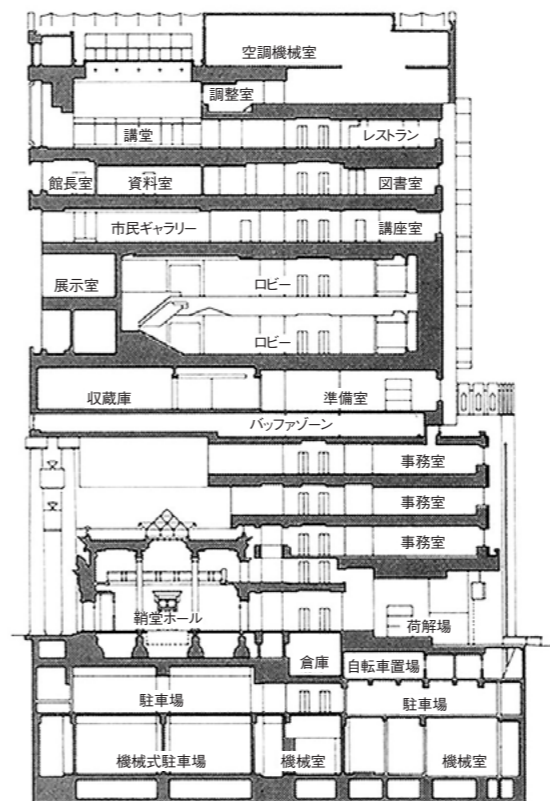 空調機械室
調整室
講堂 レストラン
館長室 資料室 図書室
市民ギャラリー 講座室
展示室 ロビー
ロビー
収蔵庫 準備室
バッファゾーン
事務室
事務室
事務室
鞘堂ホール 荷解場
倉庫 自転車置場
駐車場 駐車場
機械式駐車場 機械室 機械室